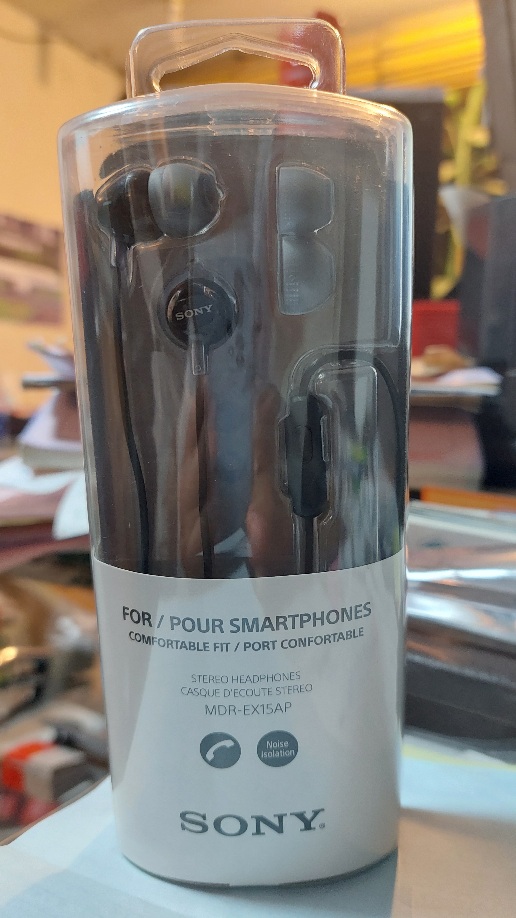 SONY
FOR / POUR SMARTPHONES
COMFORTABLE FIT / PORT CONFORTABLE
STEREO HEADPHONES
CASQUE D'ECOUTE STEREO
MDR-EX15AP
Noise
isolation
SONY®